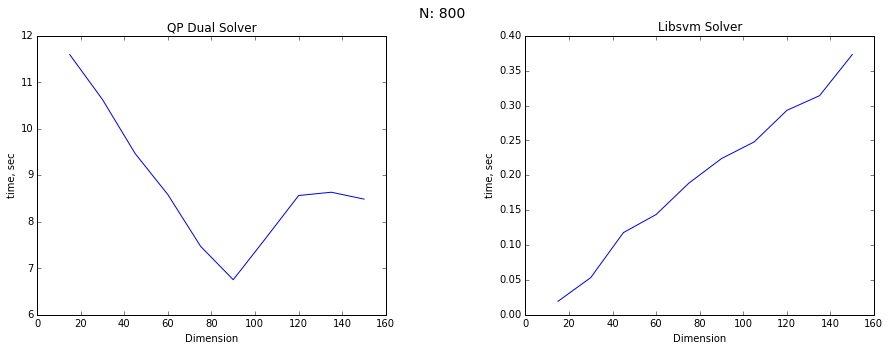 N: 800
QP Dual Solver
12
11
10
9
8
7
6
time, sec
0 20 40 60 80 100 120 140 160
Dimension
Libsvm Solver
0.40
0.35
0.30
0.25
0.20
0.15
0.10
0.05
0.00
time, sec
0 20 40 60 80 100 120 140 160
Dimension